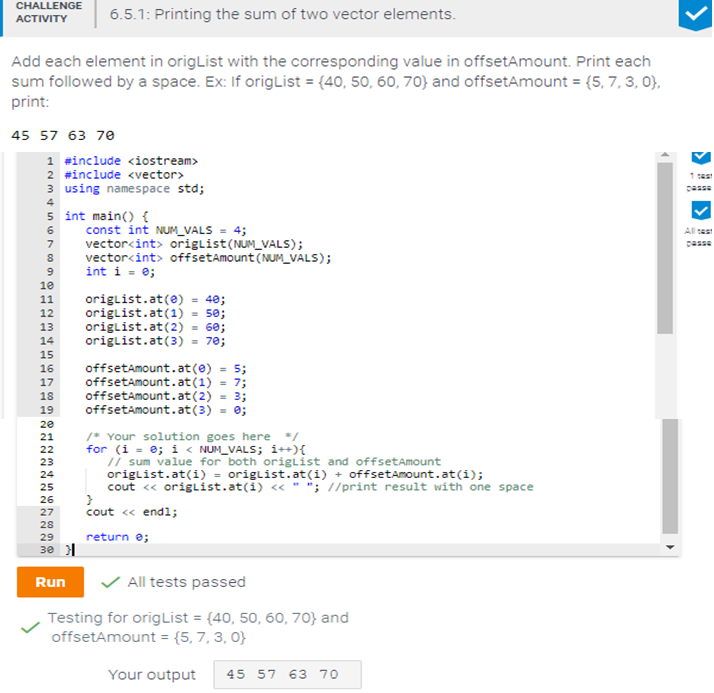 CHALLENGE
ACTIVITY
6.5.1: Printing the sum of two vector elements.
Add each element in origList with the corresponding value in offsetAmount. Print each
sum followed by a space. Ex: If origList = {40, 50, 60, 70} and offsetAmount = {5, 7, 3, 0},
print:
45 57 63 70
1 #include <iostream>
2 #include <vector>
3 using namespace std;
4
5 int main() {
6 const int NUM_VALS = 4;
7 vector<int> origList(NUM_VALS);
8 vector<int> offsetAmount(NUM_VALS);
9 int i = 0;
10
11 origList.at(0) = 40;
12 origList.at(1) = 50;
13 origList.at(2) = 60;
14 origList.at(3) = 70;
15
16 offsetAmount.at(0) = 5;
17 offsetAmount.at(1) = 7;
18 offsetAmount.at(2) = 3;
19 offsetAmount.at(3) = 0;
20
21 /* Your solution goes here */
22 for (i = 0; i < NUM_VALS; i++){
23 // sum value for both origList and offsetAmount
24 origList.at(i) = origList.at(i) + offsetAmount.at(i);
25 cout << origList.at(i) << " "; //print result with one space
26 }
27 cout << endl;
28
29 return 0;
30 }
1 test
passe
All test
passe
Run
All tests passed
Testing for origList = {40, 50, 60, 70} and
offsetAmount = {5, 7, 3, 0}
Your output
45 57 63 70